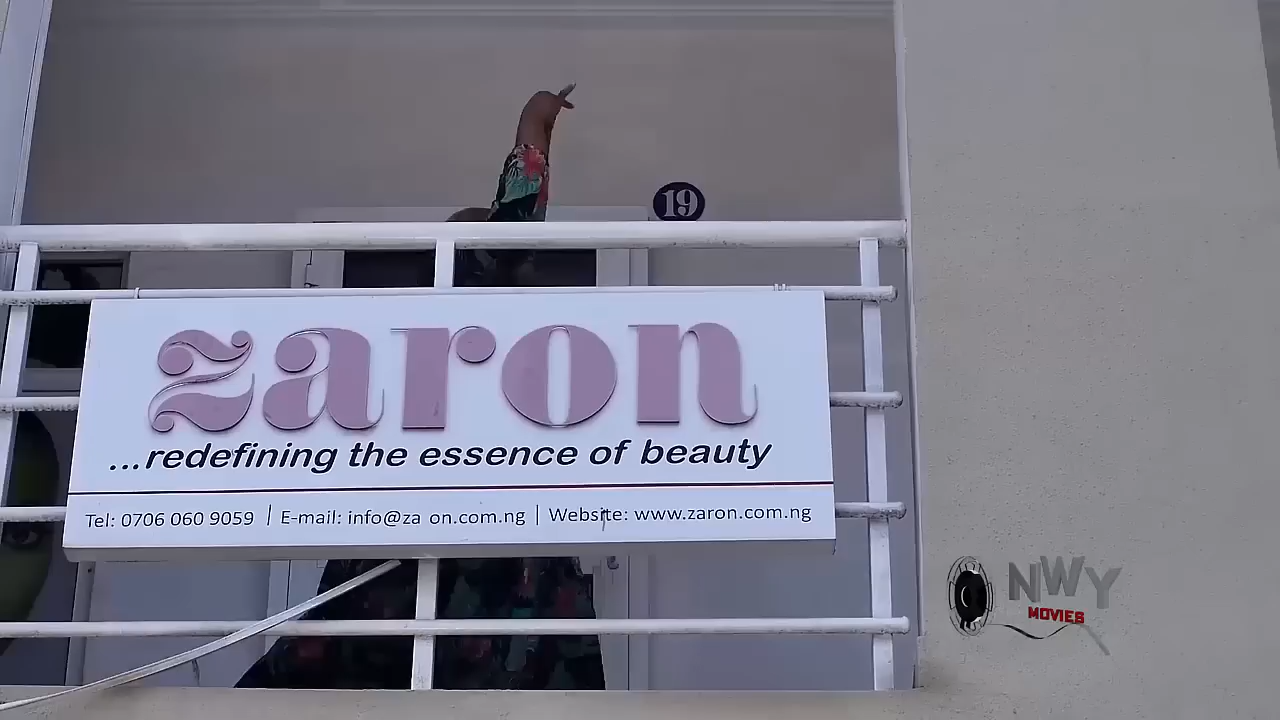 19
zaron
...redefining the essence of beauty
Tel: 0706 060 9059 | E-mail: info@za on.com.ng | Website: www.zaron.com.ng
NWY
MOVIES